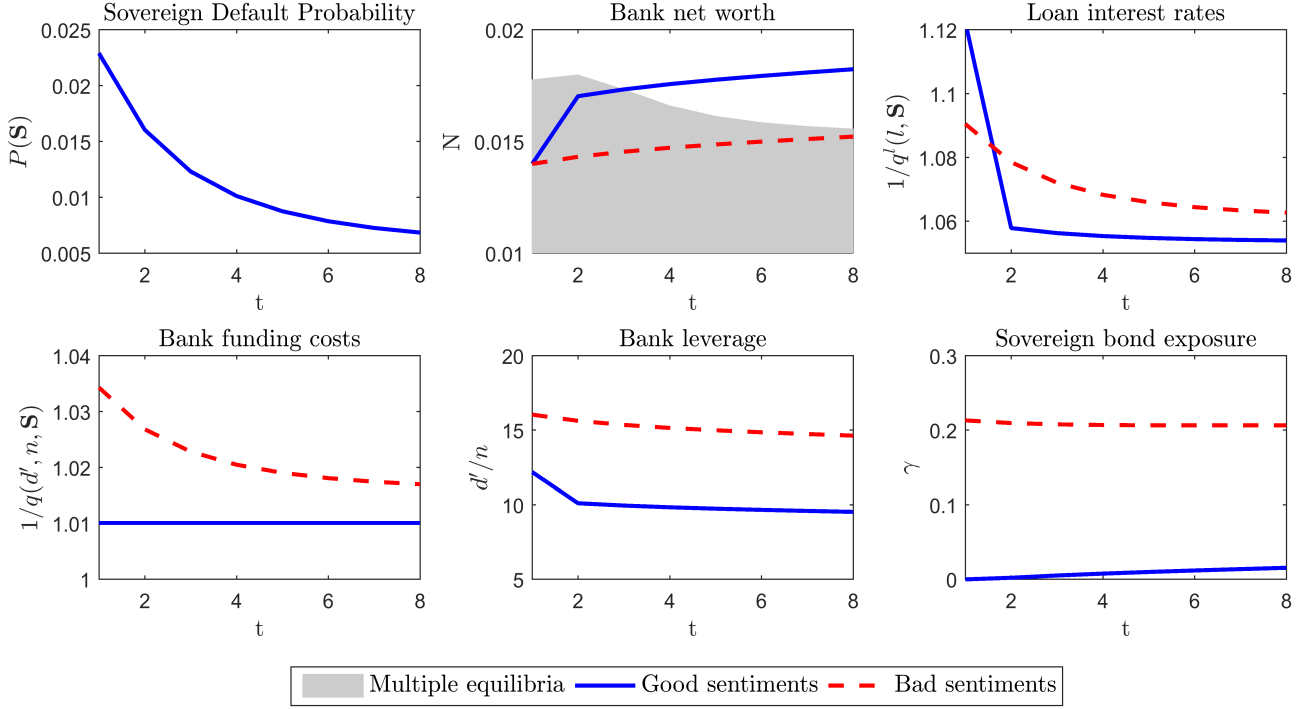 Sovereign Default Probability
0.025
0.02
0.015
0.01
0.005
P(S)
2 4 6 8
t
Bank net worth
0.02
0.015
0.01
N
2 4 6 8
t
Loan interest rates
1.12
1.1
1.08
1.06
1/q^l(l, S)
2 4 6 8
t
Bank funding costs
1.04
1.03
1.02
1.01
1
1/q(d′, n, S)
2 4 6 8
t
Bank leverage
20
15
10
5
d′/n
2 4 6 8
t
Sovereign bond exposure
0.3
0.2
0.1
0
γ
2 4 6 8
t
Multiple equilibria Good sentiments Bad sentiments